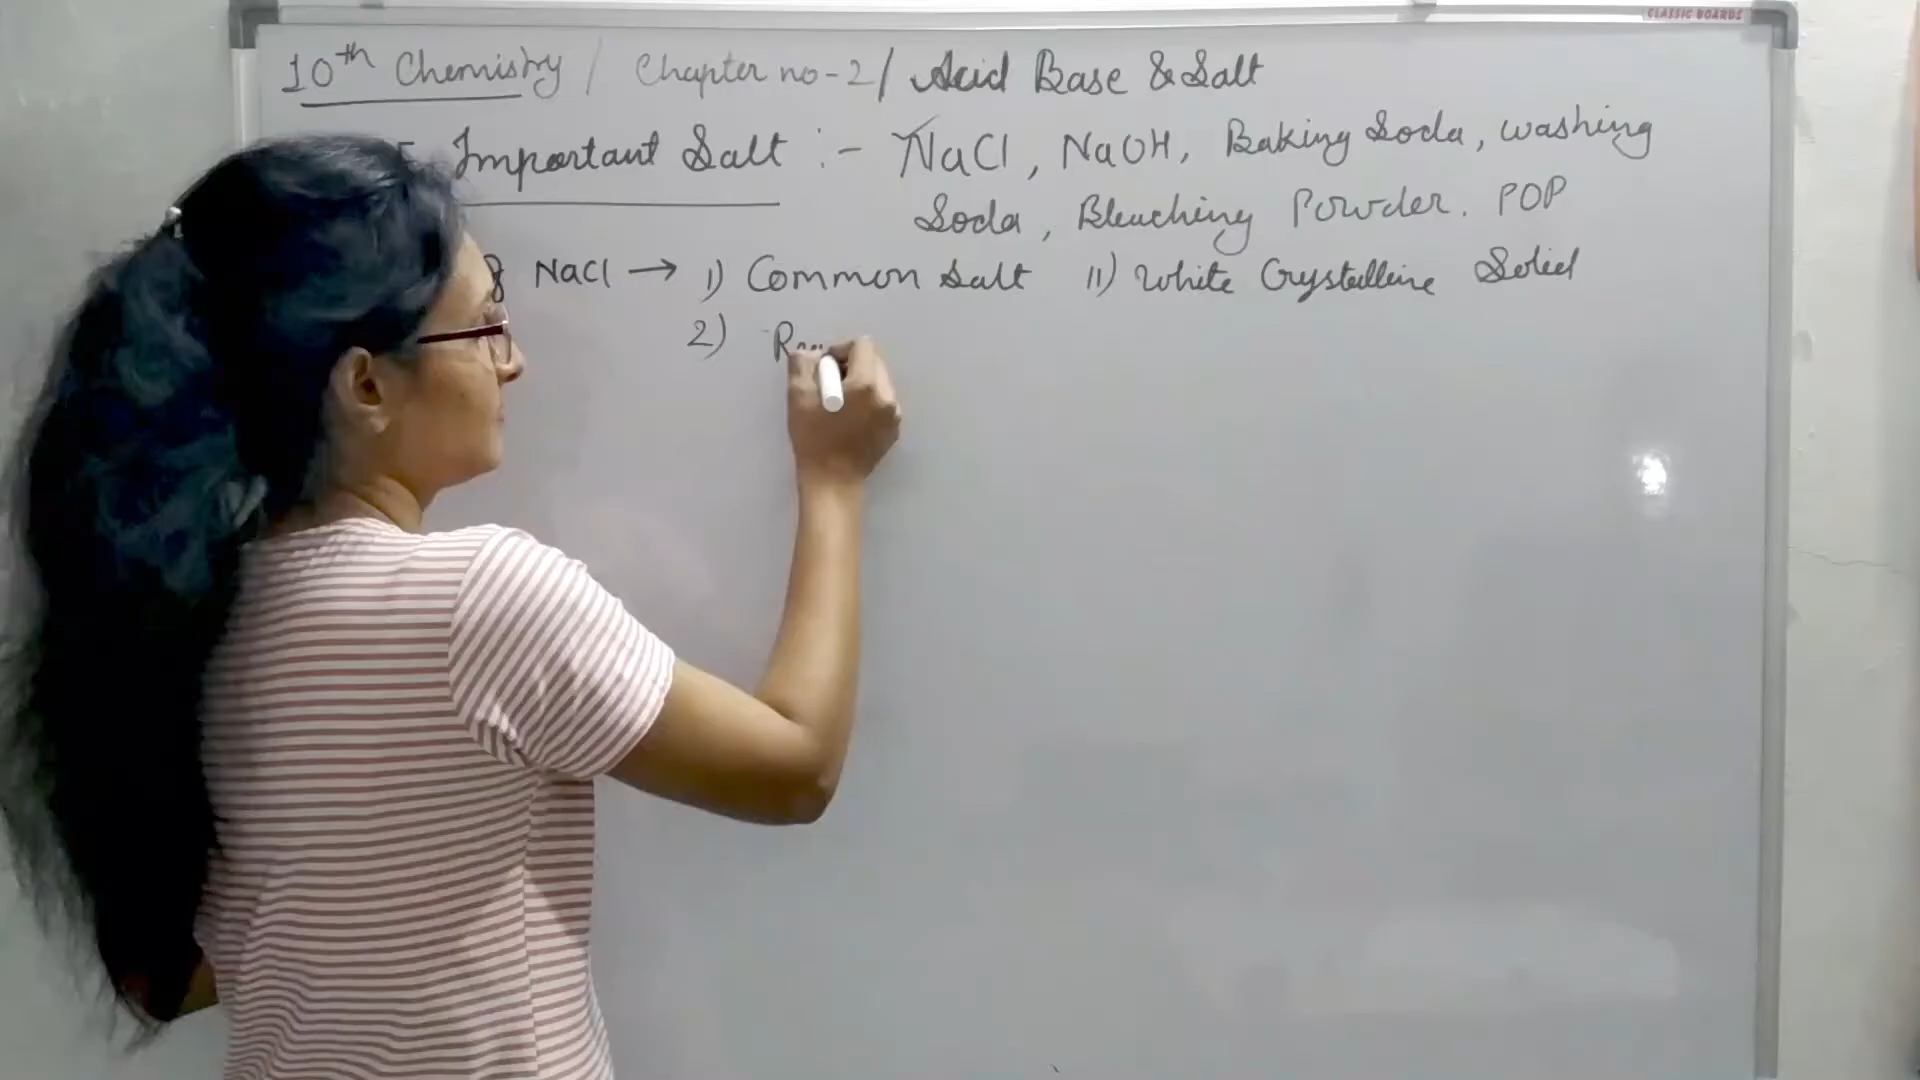 CLASSIC BOARDS
10th Chemistry / Chapter no-2 / Acid Base & Salt
Important Salt :- NaCl, NaOH, Baking Soda, washing
Soda, Bleaching Powder. POP
NaCl → 1) Common Salt 11) White Crystalline Solid
2)